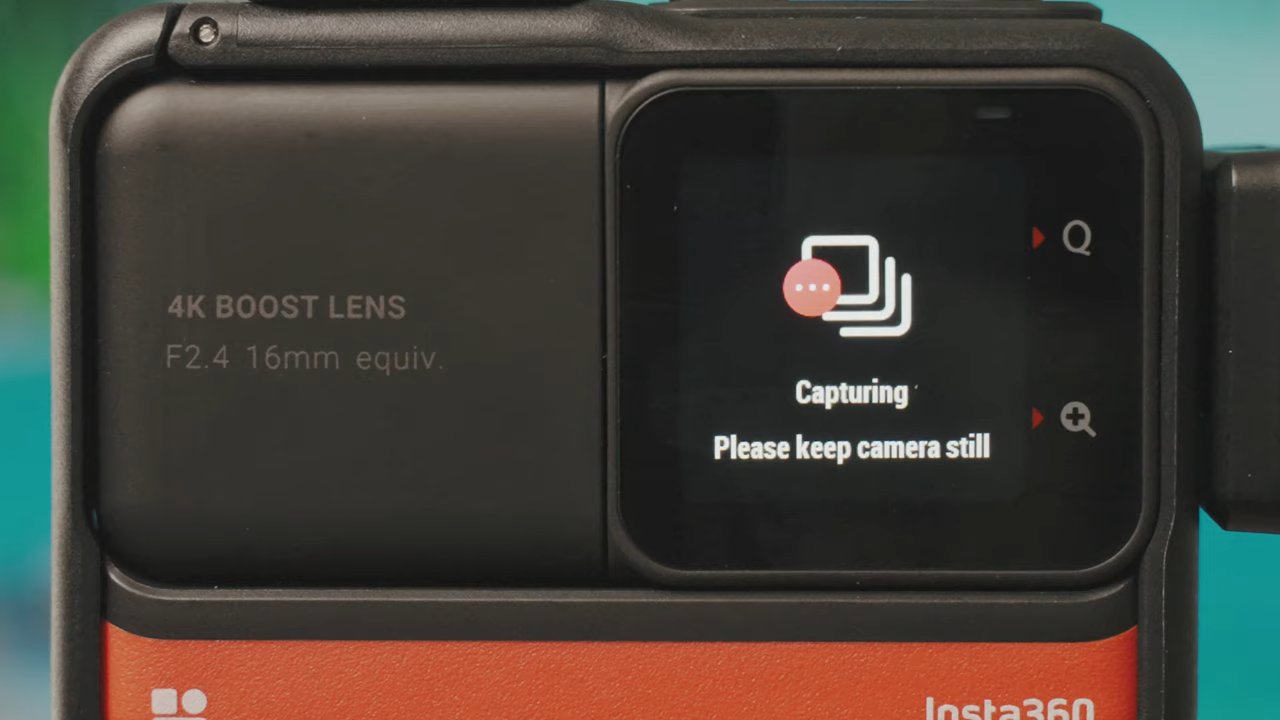 4K BOOST LENS
F2.4 16mm equiv.
Q
Capturing
Please keep camera still
Insta360